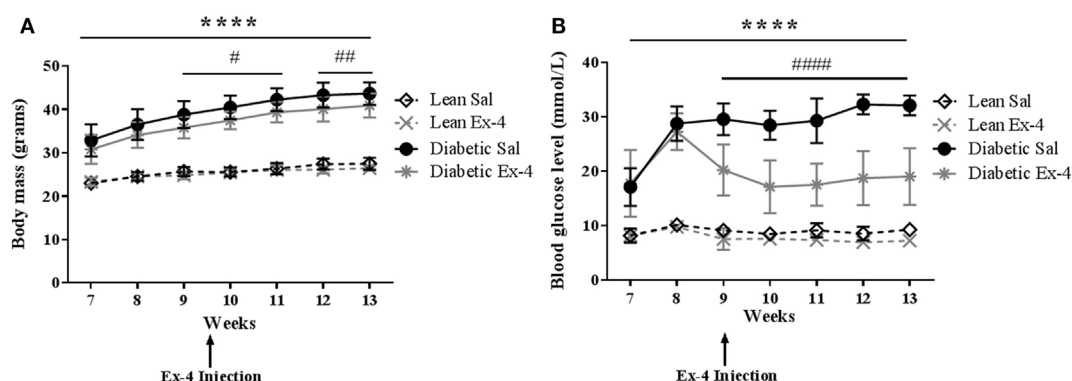 A
****
#
##
Body mass (grams)
50
40
30
20
10
0
7 8 9 10 11 12 13
Weeks
Ex-4 Injection
Lean Sal
Lean Ex-4
Diabetic Sal
Diabetic Ex-4
B
****
####
Blood glucose level (mmol/L)
40
30
20
10
0
7 8 9 10 11 12 13
Weeks
Ex-4 Injection
Lean Sal
Lean Ex-4
Diabetic Sal
Diabetic Ex-4